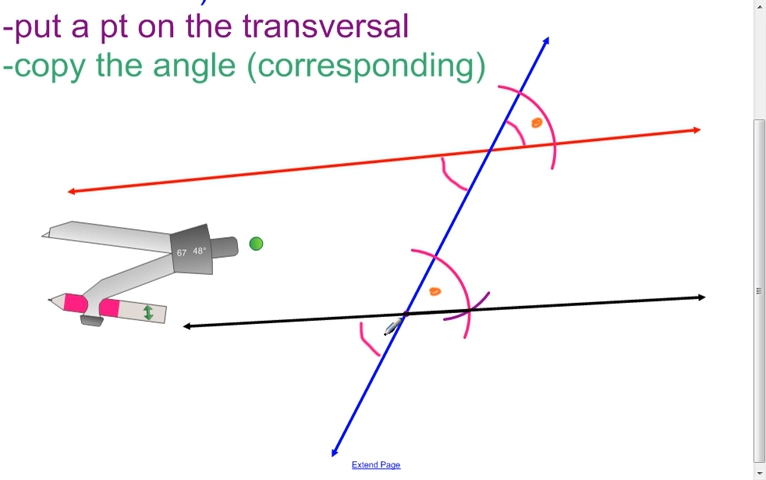 -put a pt on the transversal
-copy the angle (corresponding)
67 48°
Extend Page